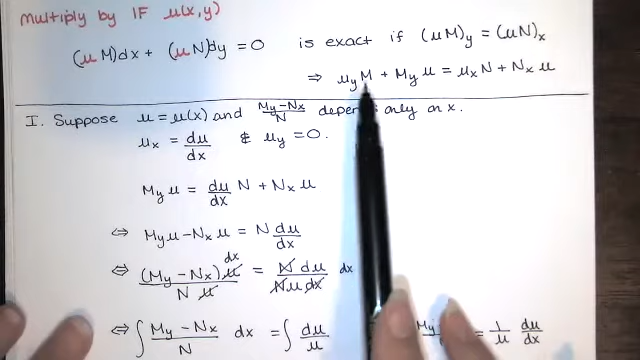 multiply by IF μ(x,y)
(μM)dx + (μN)dy = 0 is exact if (μM)y = (μN)x
⇒ μyM + Myμ = μxN + Nxμ
I. Suppose μ = μ(x) and (My-Nx)/N depends only on x.
μx = dμ/dx & μy = 0.
Myμ = dμ/dx N + Nxμ
⇔ Myμ - Nxμ = N dμ/dx
⇔ (My - Nx)μ/(Nμ) dx = N dμ/(Nμ dx) dx
⇔ ∫ (My - Nx)/N dx = ∫ dμ/μ = 1/μ dμ/dx